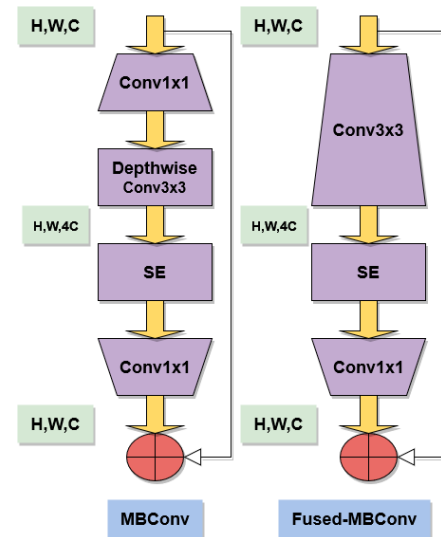 H,W,C
Conv1x1
Depthwise
Conv3x3
H,W,4C
SE
Conv1x1
H,W,C
MBConv
H,W,C
Conv3x3
H,W,4C
SE
Conv1x1
H,W,C
Fused-MBConv